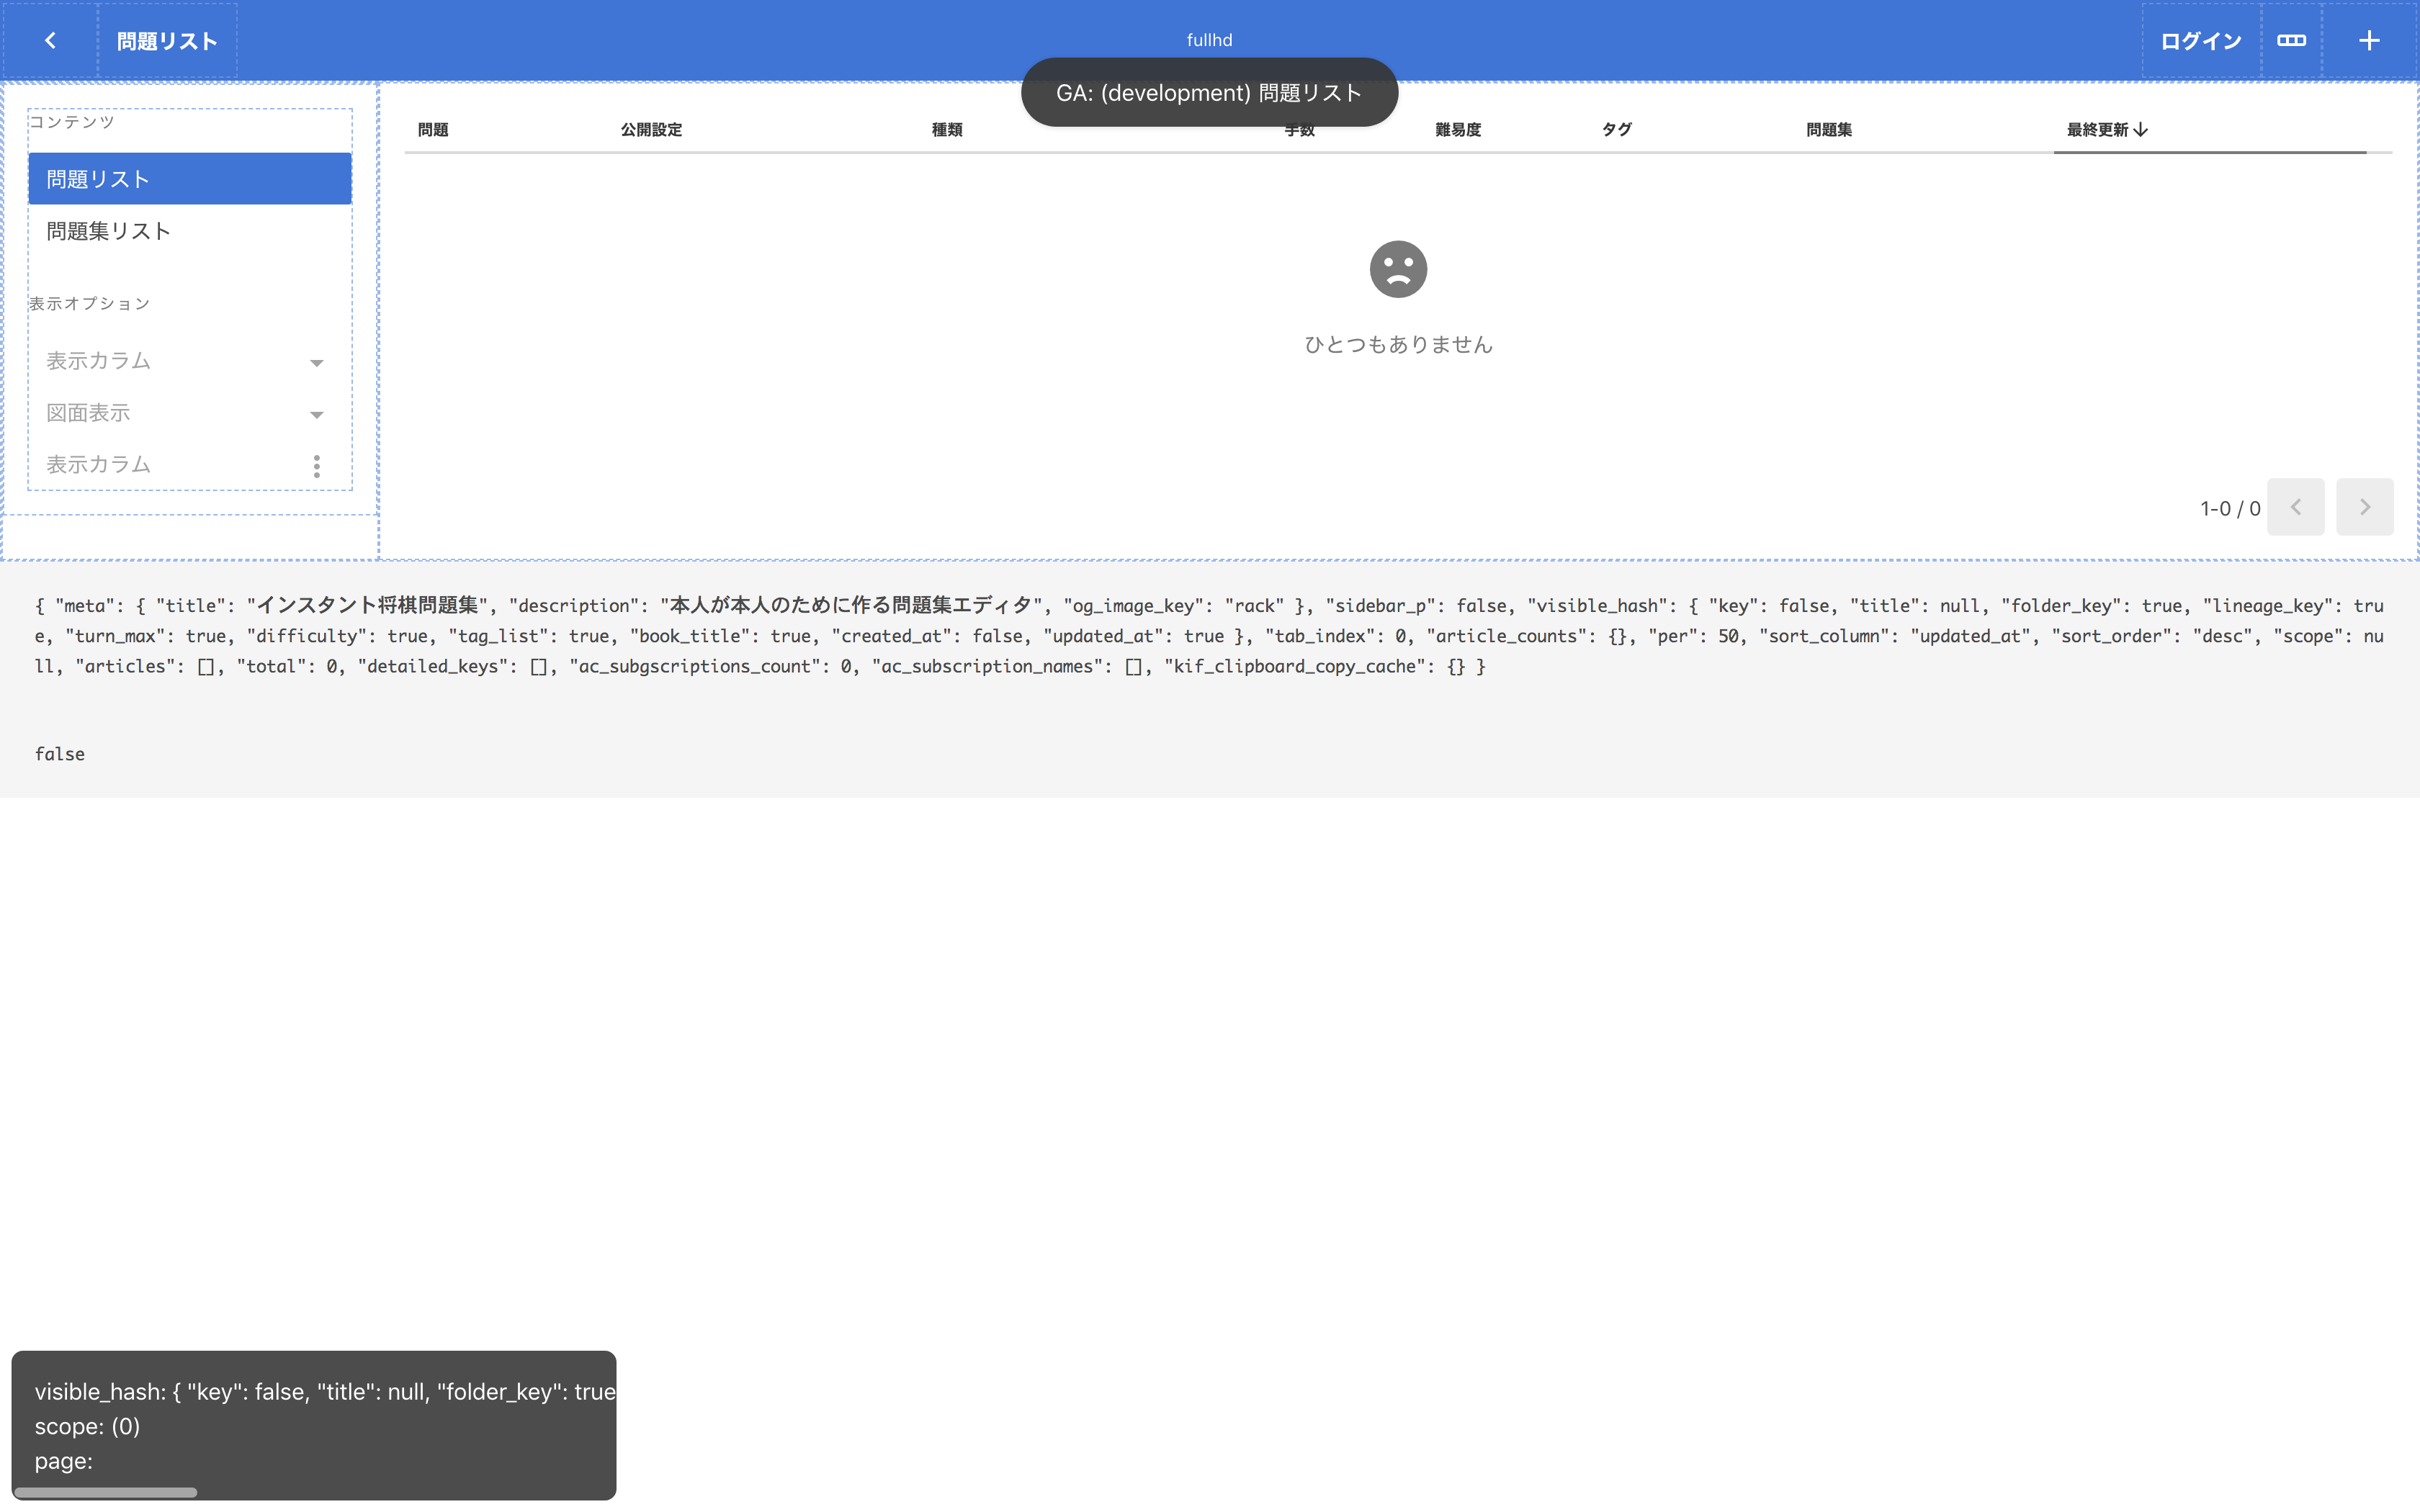 問題リスト
fullhd
ログイン
GA: (development) 問題リスト
コンテンツ
問題リスト
問題集リスト
表示オプション
表示カラム
図面表示
表示カラム
問題 公開設定 種類 手数 難易度 タグ 問題集 最終更新
ひとつもありません
1-0 / 0
{ "meta": { "title": "インスタント将棋問題集", "description": "本人が本人のために作る問題集エディタ", "og_image_key": "rack" }, "sidebar_p": false, "visible_hash": { "key": false, "title": null, "folder_key": true, "lineage_key": tru
e, "turn_max": true, "difficulty": true, "tag_list": true, "book_title": true, "created_at": false, "updated_at": true }, "tab_index": 0, "article_counts": {}, "per": 50, "sort_column": "updated_at", "sort_order": "desc", "scope": nu
ll, "articles": [], "total": 0, "detailed_keys": [], "ac_subgscriptions_count": 0, "ac_subscription_names": [], "kif_clipboard_copy_cache": {} }
false
visible_hash: { "key": false, "title": null, "folder_key": true
scope: (0)
page: